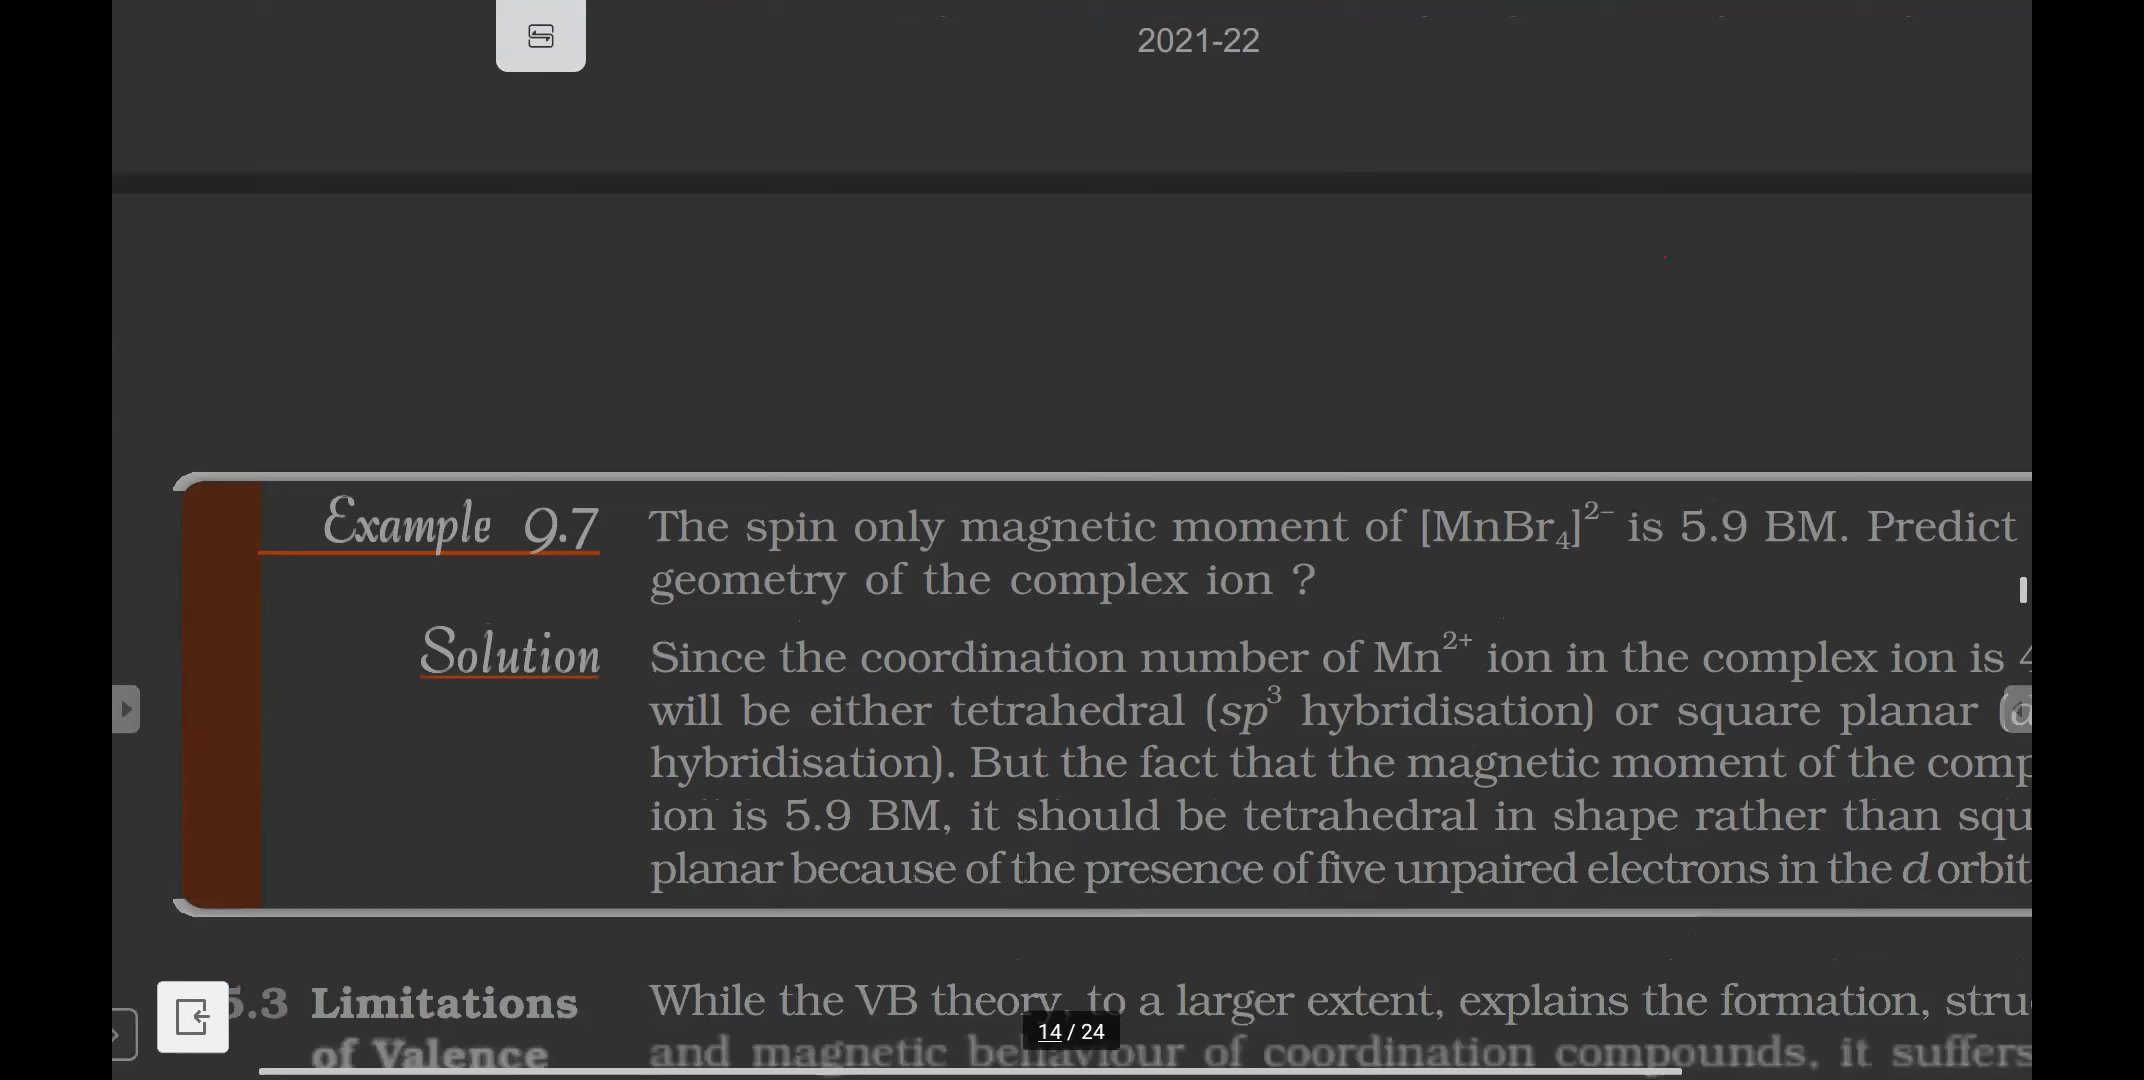 2021-22
Example 9.7 The spin only magnetic moment of [MnBr₄]²⁻ is 5.9 BM. Predict
geometry of the complex ion ?
Solution Since the coordination number of Mn²⁺ ion in the complex ion is 4
will be either tetrahedral (sp³ hybridisation) or square planar (d
hybridisation). But the fact that the magnetic moment of the comp
ion is 5.9 BM, it should be tetrahedral in shape rather than squ
planar because of the presence of five unpaired electrons in the d orbit
5.3 Limitations While the VB theory, to a larger extent, explains the formation, stru
of Valence and magnetic behaviour of coordination compounds, it suffers
14 / 24